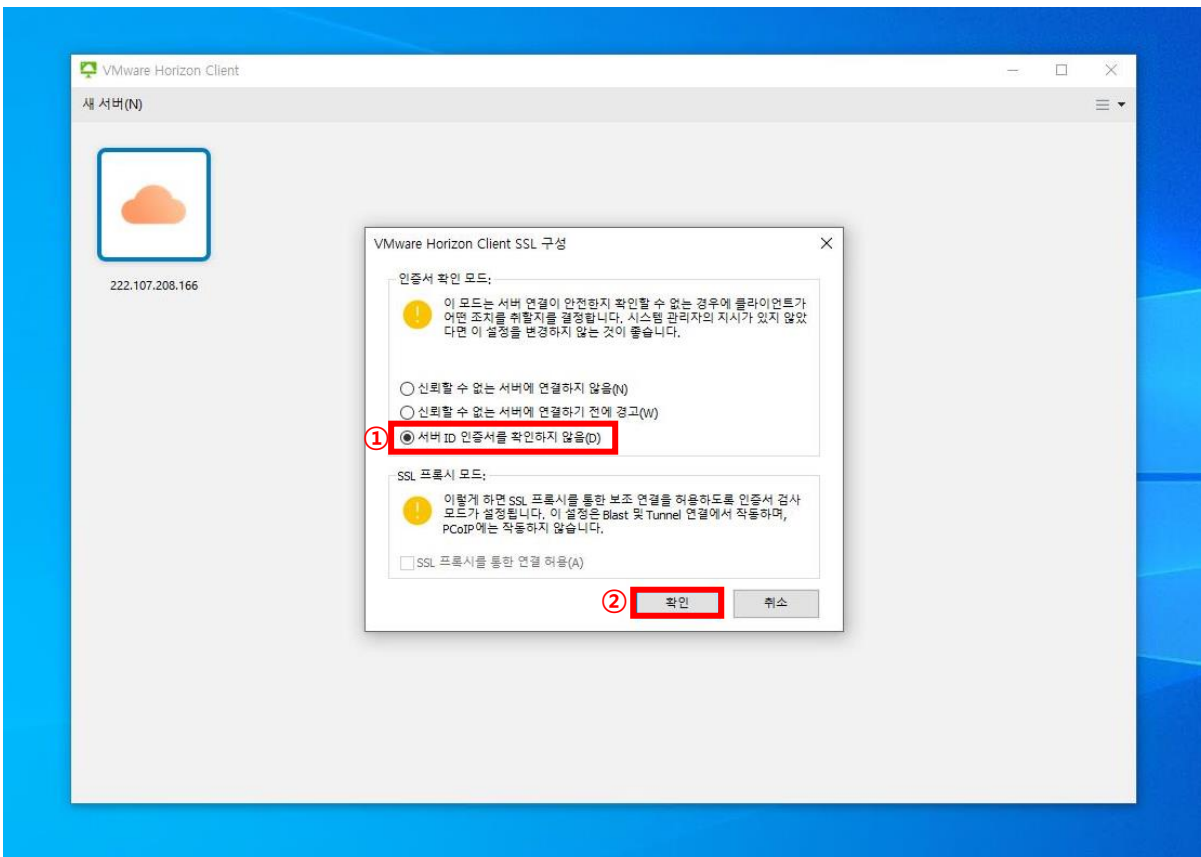 VMware Horizon Client
새 서버(N)
222.107.208.166
VMware Horizon Client SSL 구성
인증서 확인 모드:
이 모드는 서버 연결이 안전한지 확인할 수 없는 경우에 클라이언트가
어떤 조치를 취할지를 결정합니다. 시스템 관리자의 지시가 있지 않았
다면 이 설정을 변경하지 않는 것이 좋습니다.
신뢰할 수 없는 서버에 연결하지 않음(N)
신뢰할 수 없는 서버에 연결하기 전에 경고(W)
① 서버 ID 인증서를 확인하지 않음(D)
SSL 프록시 모드:
이렇게 하면 SSL 프록시를 통한 보조 연결을 허용하도록 인증서 검사
모드가 설정됩니다. 이 설정은 Blast 및 Tunnel 연결에서 작동하며,
PCoIP에는 작동하지 않습니다.
SSL 프록시를 통한 연결 허용(A)
② 확인 취소